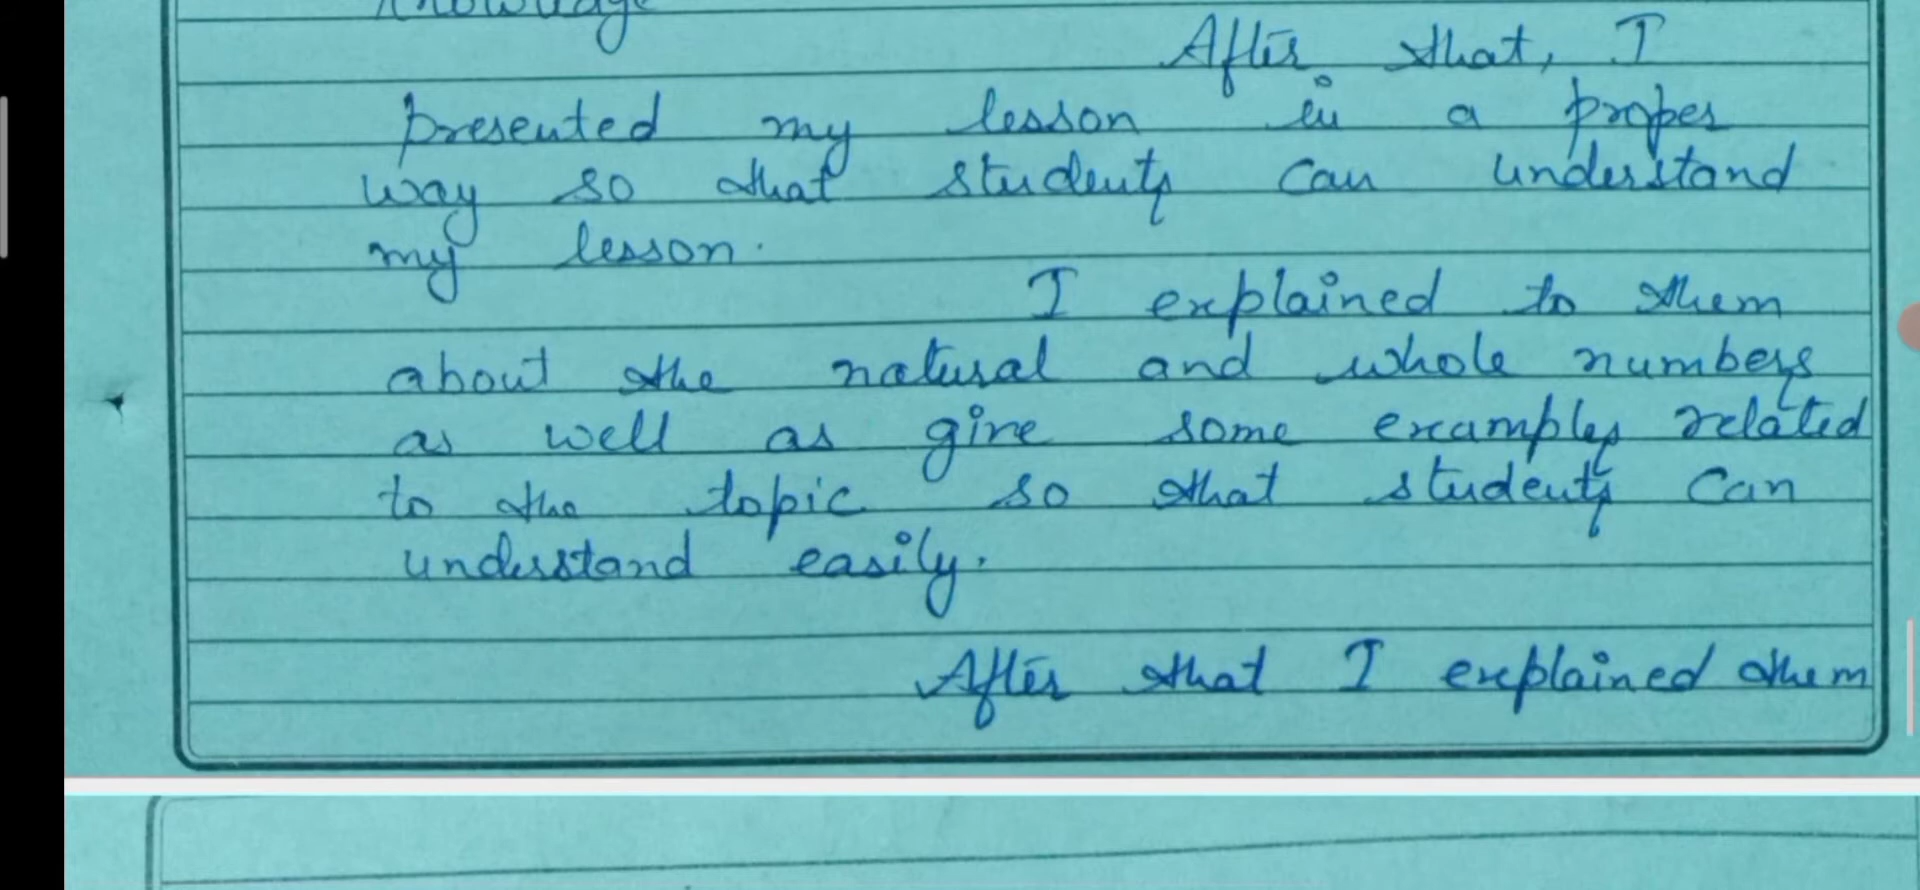 knowledge
After that, I
presented my lesson in a proper
way so that students can understand
my lesson.
I explained to them
about the natural and whole numbers
as well as give some examples related
to the topic so that students can
understand easily.
After that I explained them